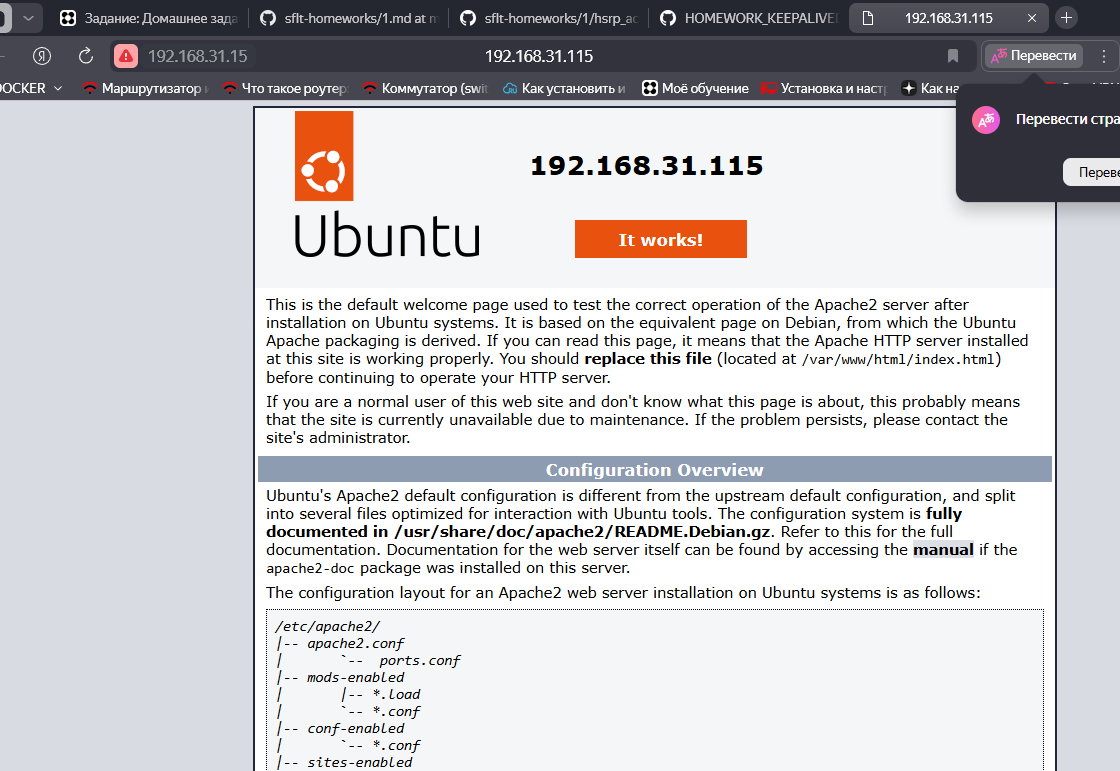 Задание: Домашнее зада
sflt-homeworks/1.md at m
sflt-homeworks/1/hsrp_ac
HOMEWORK_KEEPALIVE
192.168.31.115
192.168.31.15
192.168.31.115
Перевести
OCKER
Маршрутизатор и
Что такое роутер:
Коммутатор (swit
Как установить и
Моё обучение
Установка и наст
Как на
Перевести стра
Переве
192.168.31.115
Ubuntu
It works!
This is the default welcome page used to test the correct operation of the Apache2 server after
installation on Ubuntu systems. It is based on the equivalent page on Debian, from which the Ubuntu
Apache packaging is derived. If you can read this page, it means that the Apache HTTP server installed
at this site is working properly. You should replace this file (located at /var/www/html/index.html)
before continuing to operate your HTTP server.
If you are a normal user of this web site and don't know what this page is about, this probably means
that the site is currently unavailable due to maintenance. If the problem persists, please contact the
site's administrator.
Configuration Overview
Ubuntu's Apache2 default configuration is different from the upstream default configuration, and split
into several files optimized for interaction with Ubuntu tools. The configuration system is fully
documented in /usr/share/doc/apache2/README.Debian.gz. Refer to this for the full
documentation. Documentation for the web server itself can be found by accessing the manual if the
apache2-doc package was installed on this server.
The configuration layout for an Apache2 web server installation on Ubuntu systems is as follows:
/etc/apache2/
|-- apache2.conf
|       `--  ports.conf
|-- mods-enabled
|       |-- *.load
|       `-- *.conf
|-- conf-enabled
|       `-- *.conf
|-- sites-enabled